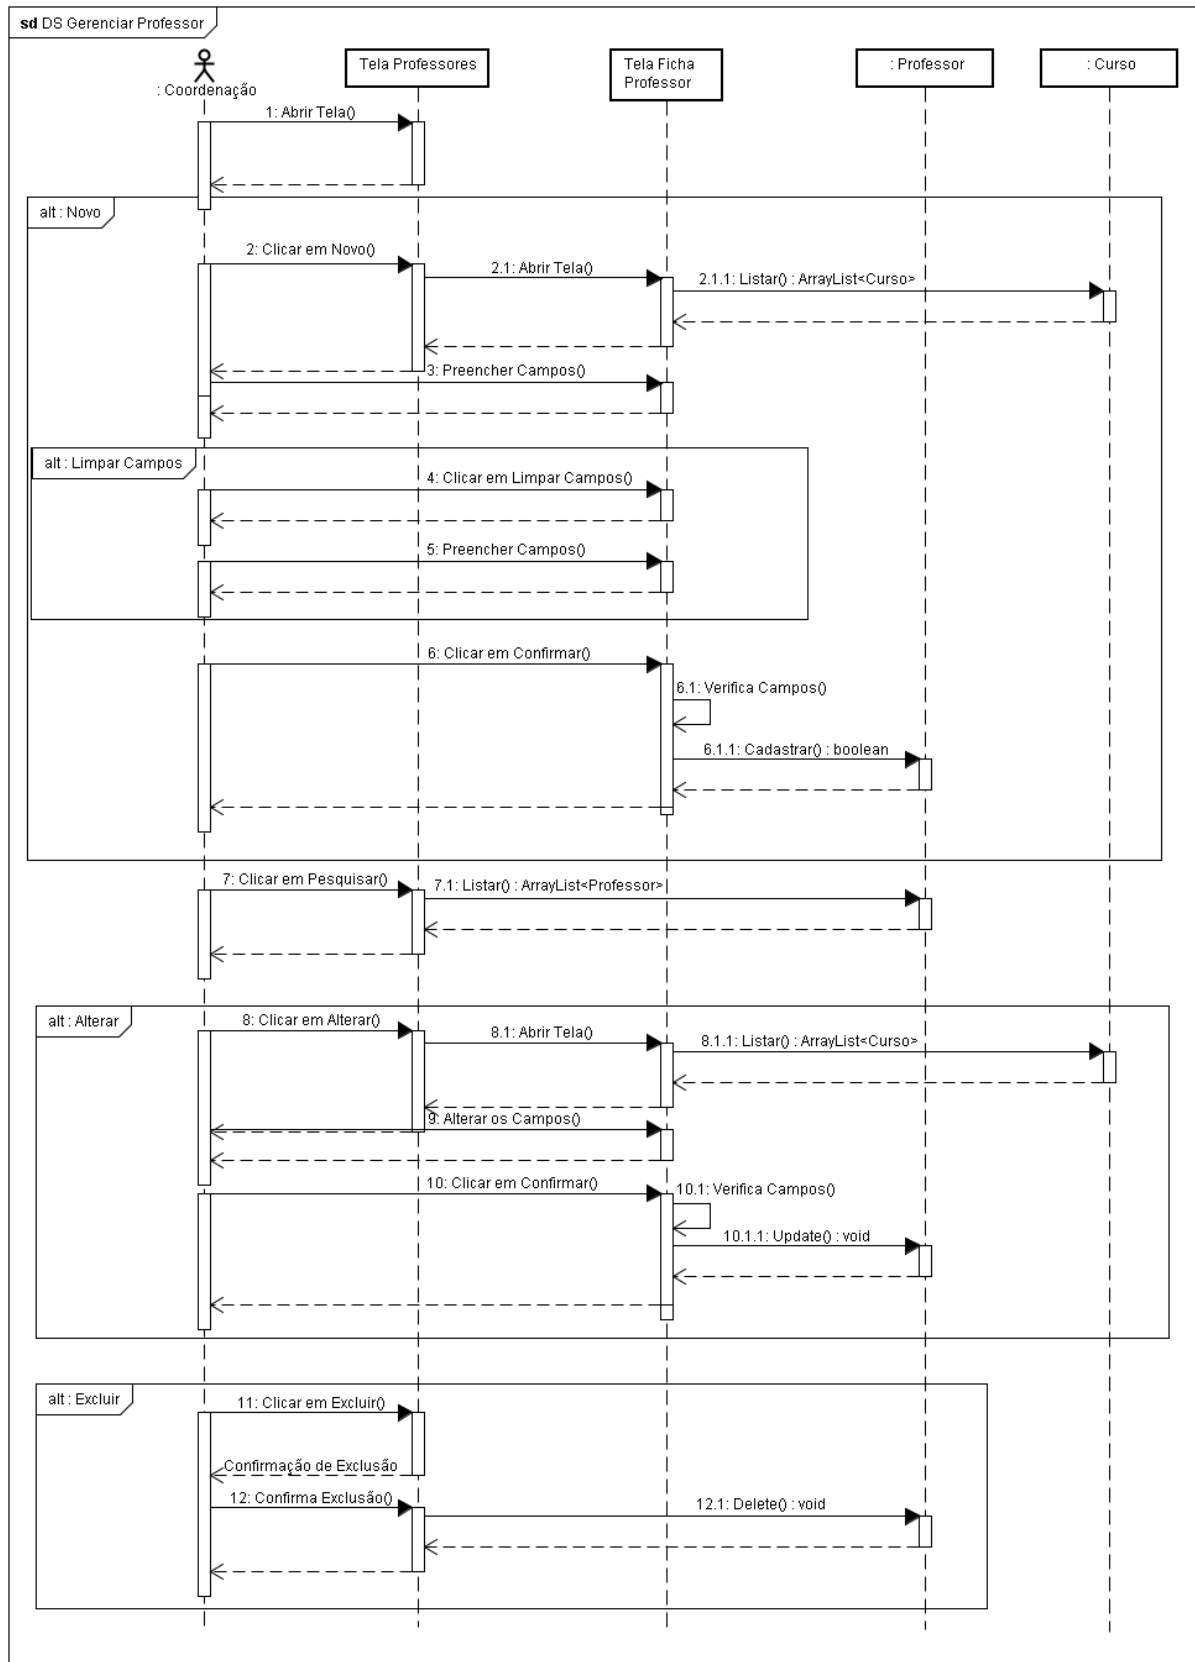 sd DS Gerenciar Professor
: Coordenação
Tela Professores
Tela Ficha
Professor
: Professor
: Curso
1: Abrir Tela()
alt : Novo
2: Clicar em Novo()
2.1: Abrir Tela()
2.1.1: Listar() : ArrayList<Curso>
3: Preencher Campos()
alt : Limpar Campos
4: Clicar em Limpar Campos()
5: Preencher Campos()
6: Clicar em Confirmar()
6.1: Verifica Campos()
6.1.1: Cadastrar() : boolean
7: Clicar em Pesquisar()
7.1: Listar() : ArrayList<Professor>
alt : Alterar
8: Clicar em Alterar()
8.1: Abrir Tela()
8.1.1: Listar() : ArrayList<Curso>
9: Alterar os Campos()
10: Clicar em Confirmar()
10.1: Verifica Campos()
10.1.1: Update() : void
alt : Excluir
11: Clicar em Excluir()
Confirmação de Exclusão
12: Confirma Exclusão()
12.1: Delete() : void